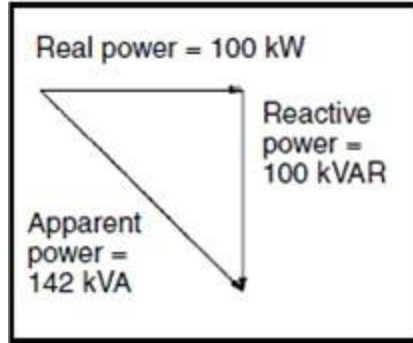 Real power = 100 kW
Reactive
power =
100 kVAR
Apparent
power =
142 kVA